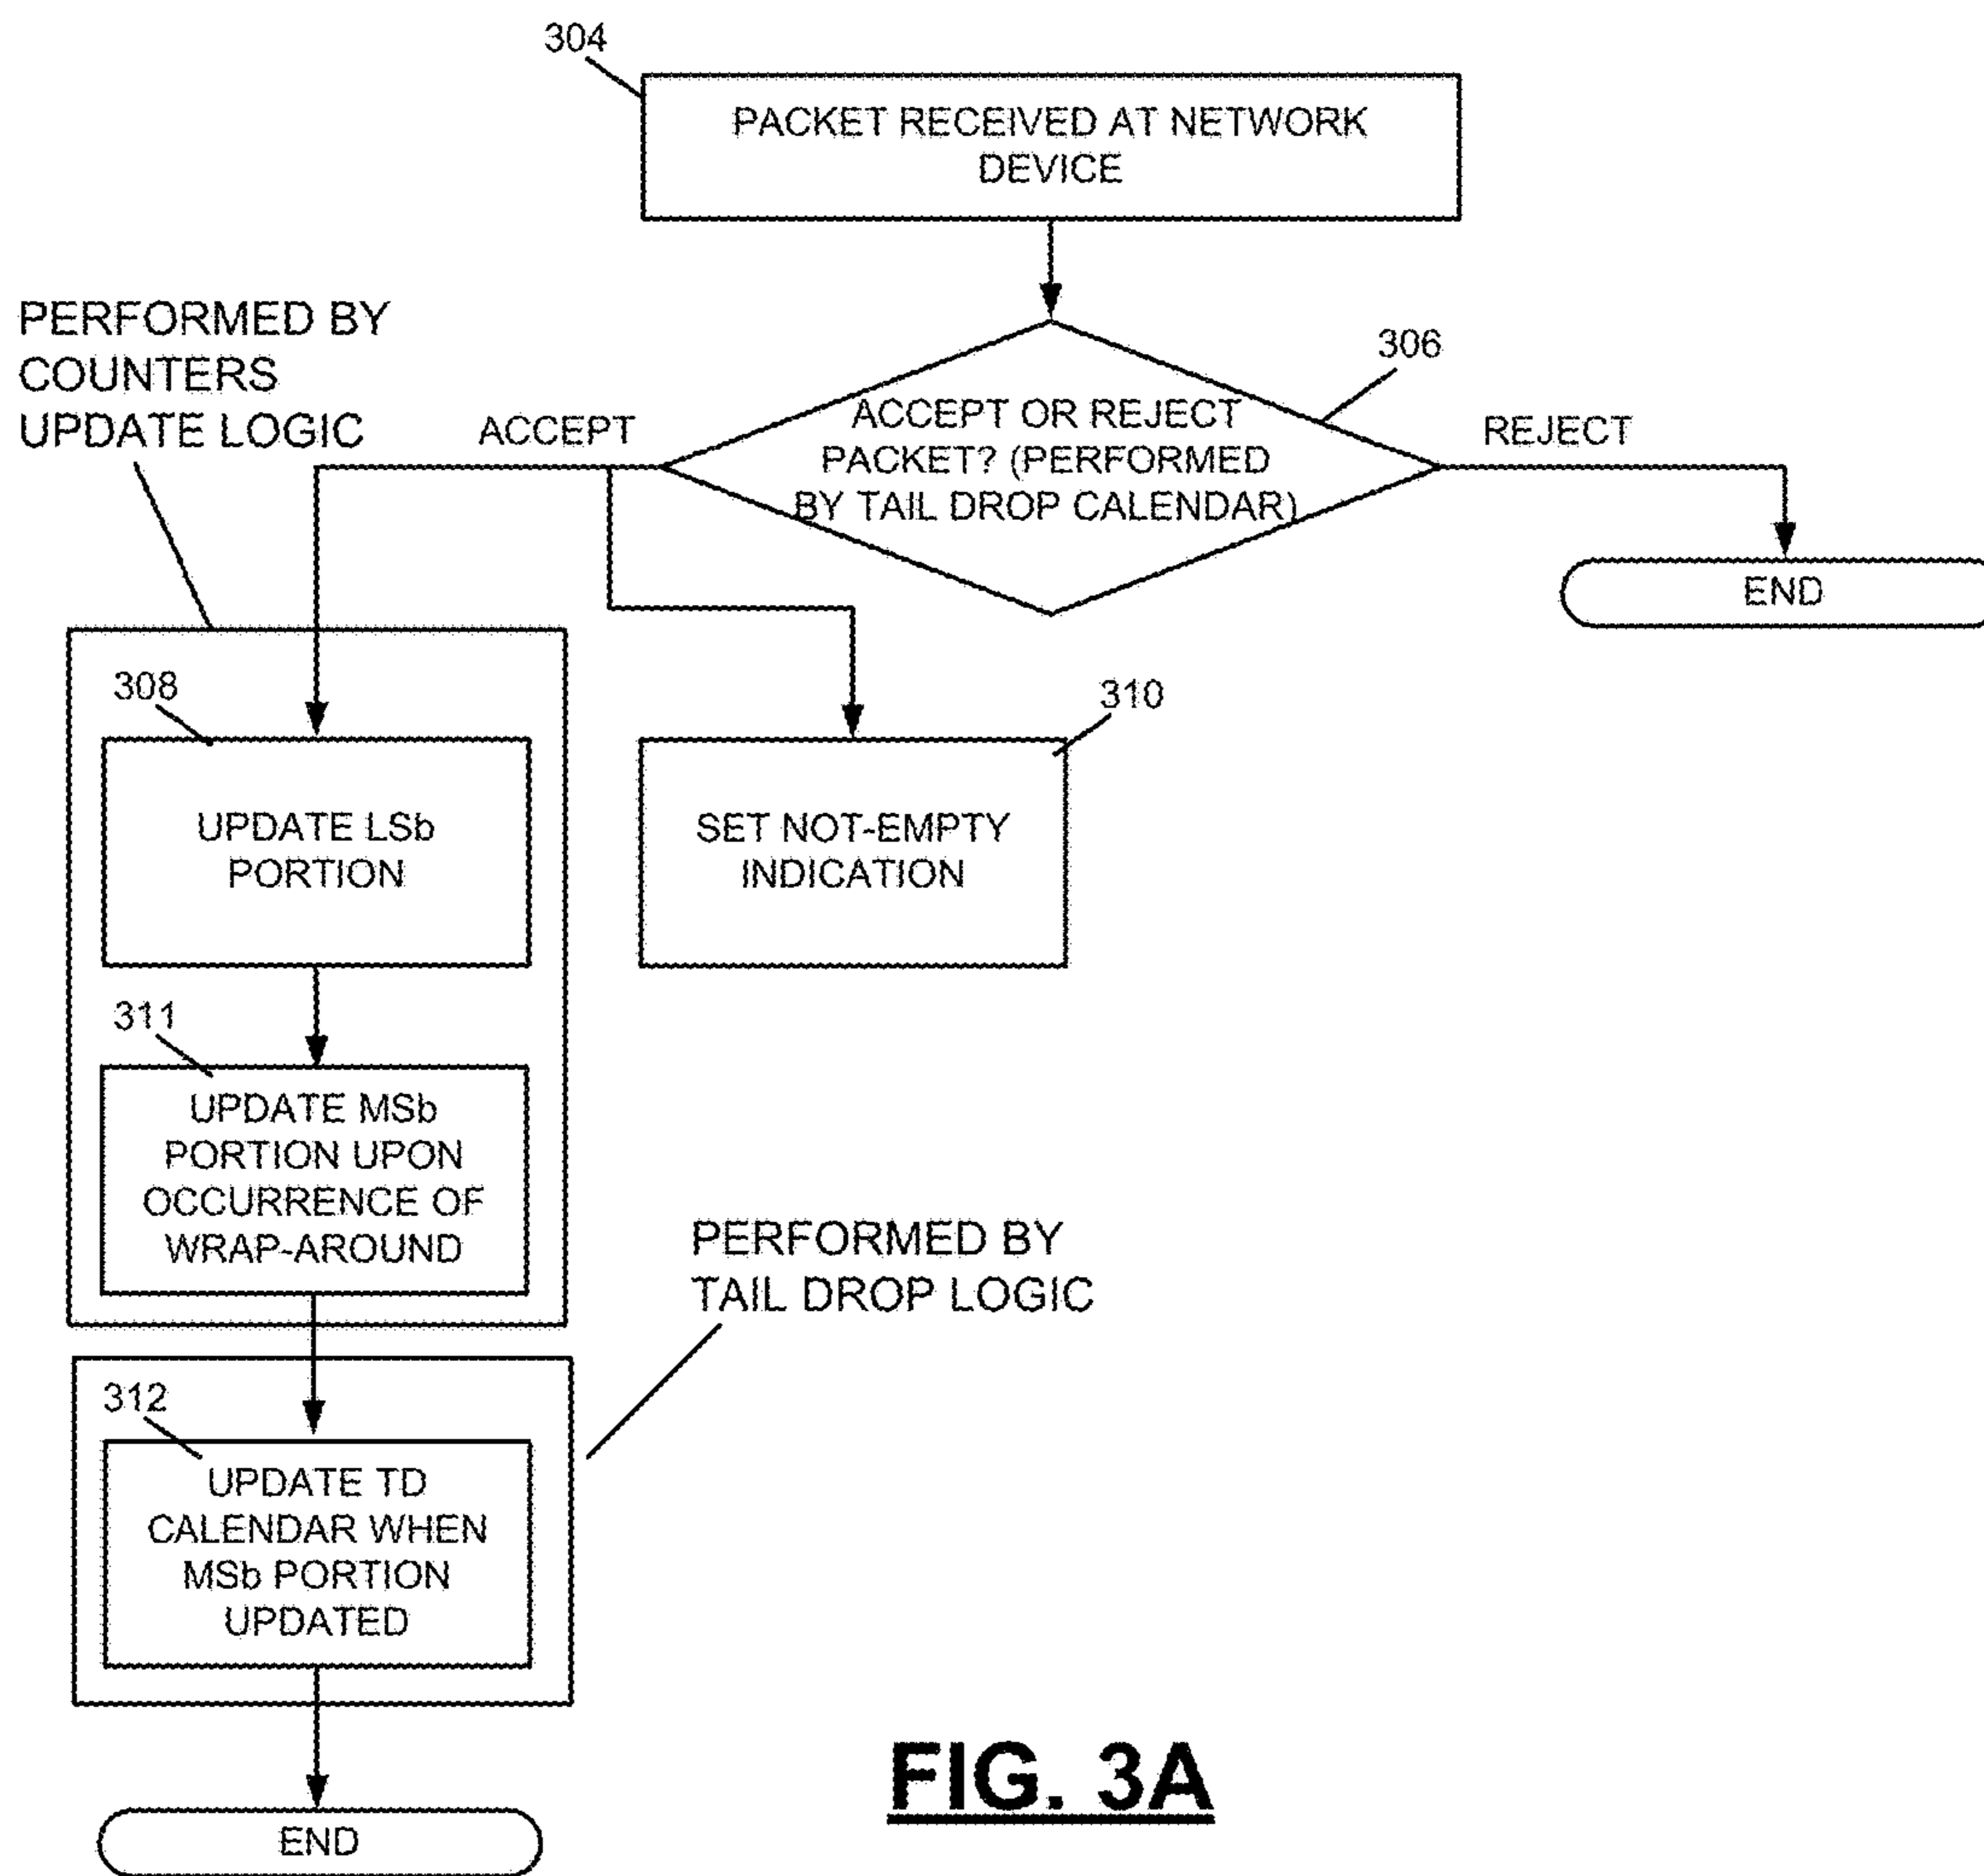 304
PACKET RECEIVED AT NETWORK
DEVICE
PERFORMED BY
COUNTERS
UPDATE LOGIC
306
ACCEPT
ACCEPT OR REJECT
PACKET? (PERFORMED
BY TAIL DROP CALENDAR)
REJECT
END
308
UPDATE LSb
PORTION
310
SET NOT-EMPTY
INDICATION
311
UPDATE MSb
PORTION UPON
OCCURRENCE OF
WRAP-AROUND
PERFORMED BY
TAIL DROP LOGIC
312
UPDATE TD
CALENDAR WHEN
MSb PORTION
UPDATED
END
FIG. 3A